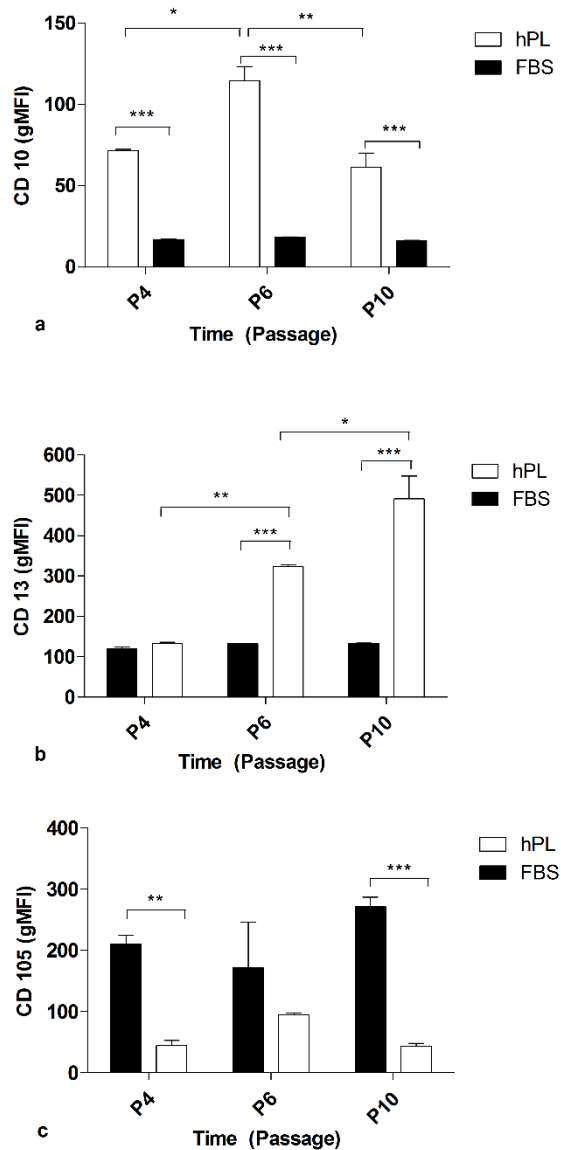 * **
*** *** ***
hPL
FBS
150
100
50
0
CD 10 (gMFI)
P4 P6 P10
Time (Passage)
a
*
** ***
***
hPL
FBS
600
500
400
300
200
100
0
CD 13 (gMFI)
P4 P6 P10
Time (Passage)
b
** ***
hPL
FBS
400
300
200
100
0
CD 105 (gMFI)
P4 P6 P10
Time (Passage)
c